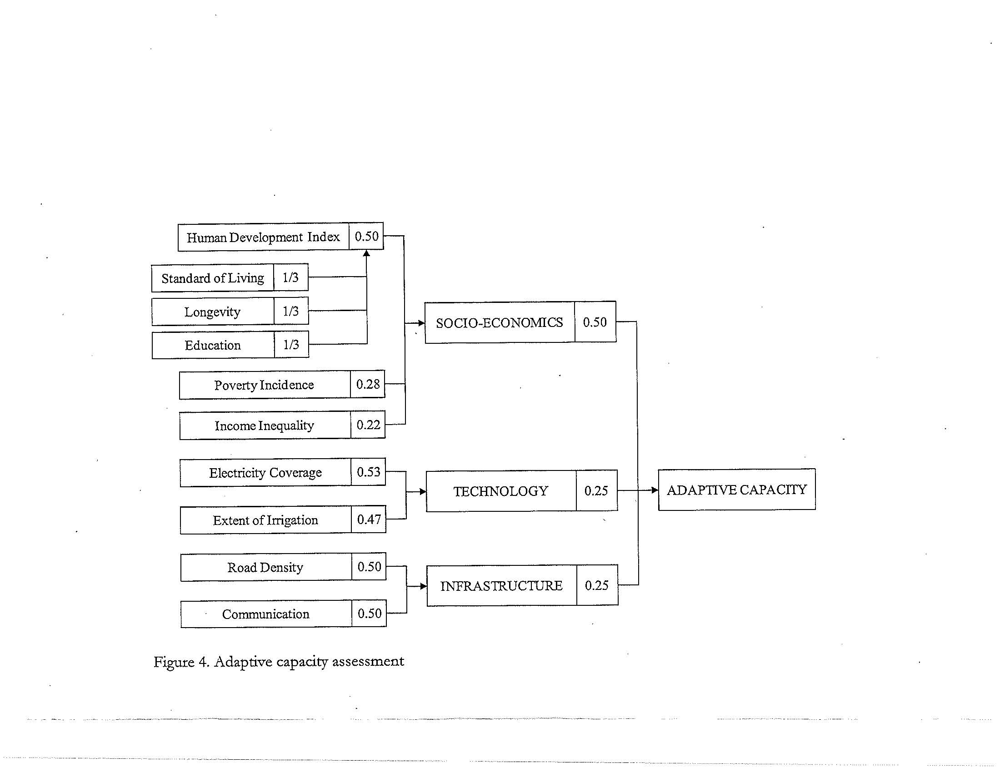 Human Development Index 0.50
Standard of Living 1/3
Longevity 1/3
Education 1/3
Poverty Incidence 0.28
Income Inequality 0.22
SOCIO-ECONOMICS 0.50
Electricity Coverage 0.53
Extent of Irrigation 0.47
TECHNOLOGY 0.25
Road Density 0.50
Communication 0.50
INFRASTRUCTURE 0.25
ADAPTIVE CAPACITY
Figure 4. Adaptive capacity assessment